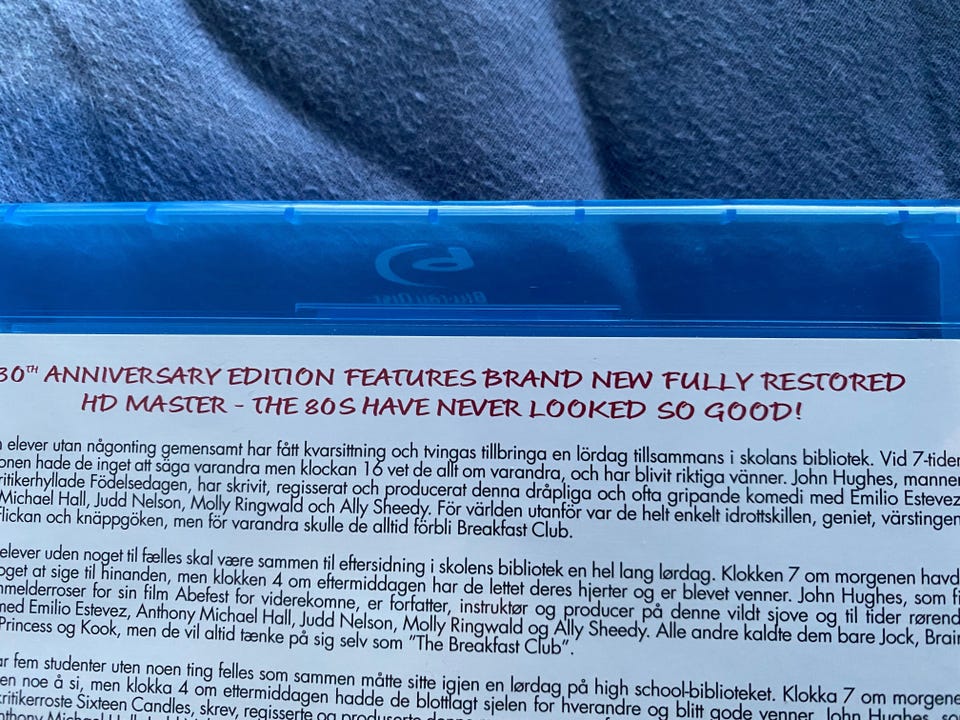 Blu-ray Disc
30TH ANNIVERSARY EDITION FEATURES BRAND NEW FULLY RESTORED
HD MASTER - THE 80S HAVE NEVER LOOKED SO GOOD!
elever utan någonting gemensamt har fått kvarsittning och tvingas tillbringa en lördag tillsammans i skolans bibliotek. Vid 7-tiden
onen hade de inget att säga varandra men klockan 16 vet de allt om varandra, och har blivit riktiga vänner. John Hughes, mannen
ritikerhyllade Födelsedagen, har skrivit, regisserat och producerat denna dråpliga och ofta gripande komedi med Emilio Estevez,
Michael Hall, Judd Nelson, Molly Ringwald och Ally Sheedy. För världen utanför var de helt enkelt idrottskillen, geniet, värstingen
Flickan och knäppgöken, men för varandra skulle de alltid förbli Breakfast Club.
elever uden noget til fælles skal være sammen til eftersidning i skolens bibliotek en hel lang lørdag. Klokken 7 om morgenen havd
oget at sige til hinanden, men klokken 4 om eftermiddagen har de lettet deres hjerter og er blevet venner. John Hughes, som fi
nmelderroser for sin film Abefest for viderekomne, er forfatter, instruktør og producer på denne vildt sjove og til tider rørend
med Emilio Estevez, Anthony Michael Hall, Judd Nelson, Molly Ringwald og Ally Sheedy. Alle andre kaldte dem bare Jock, Brain
Princess og Kook, men de vil altid tænke på sig selv som "The Breakfast Club".
ar fem studenter uten noen ting felles som sammen måtte sitte igjen en lørdag på high school-biblioteket. Klokka 7 om morgene
en noe å si, men klokka 4 om ettermiddagen hadde de blottlagt sjelen for hverandre og blitt gode venner. John Hughes, so
kritikerroste Sixteen Candles, skrev, regisserte og produserte
Anthony Michael Hall